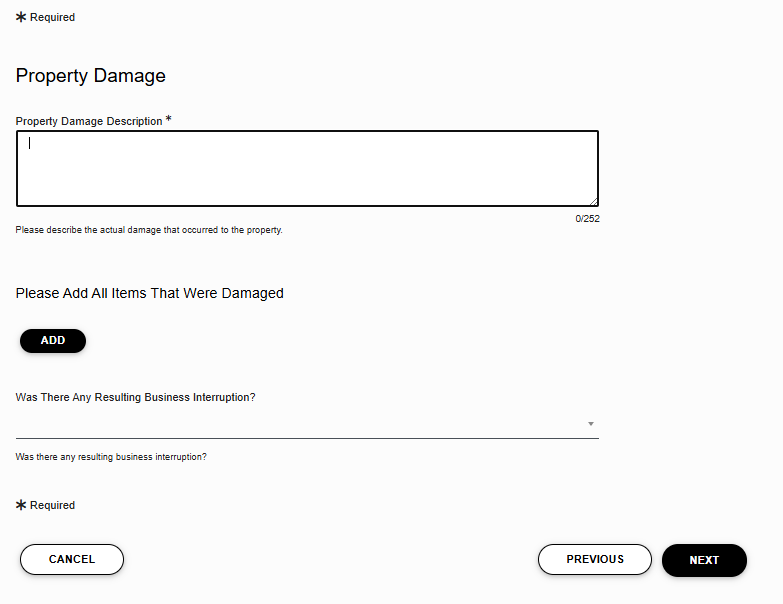 * Required
Property Damage
Property Damage Description *
0/252
Please describe the actual damage that occurred to the property.
Please Add All Items That Were Damaged
ADD
Was There Any Resulting Business Interruption?
Was there any resulting business interruption?
* Required
CANCEL PREVIOUS NEXT